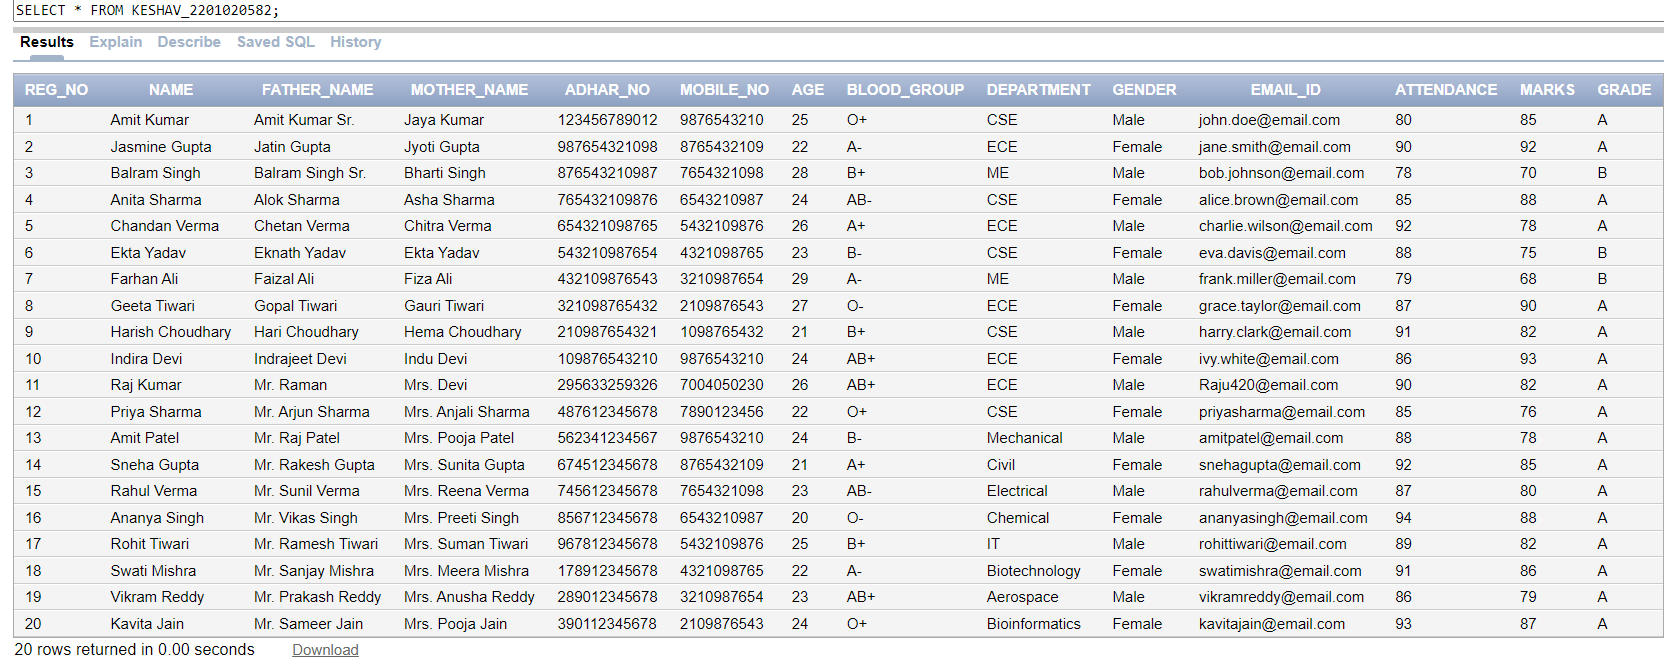 SELECT * FROM KESHAV_2201020582;
Results Explain Describe Saved SQL History
REG_NO NAME FATHER_NAME MOTHER_NAME ADHAR_NO MOBILE_NO AGE BLOOD_GROUP DEPARTMENT GENDER EMAIL_ID ATTENDANCE MARKS GRADE
1 Amit Kumar Amit Kumar Sr. Jaya Kumar 123456789012 9876543210 25 O+ CSE Male john.doe@email.com 80 85 A
2 Jasmine Gupta Jatin Gupta Jyoti Gupta 987654321098 8765432109 22 A- ECE Female jane.smith@email.com 90 92 A
3 Balram Singh Balram Singh Sr. Bharti Singh 876543210987 7654321098 28 B+ ME Male bob.johnson@email.com 78 70 B
4 Anita Sharma Alok Sharma Asha Sharma 765432109876 6543210987 24 AB- CSE Female alice.brown@email.com 85 88 A
5 Chandan Verma Chetan Verma Chitra Verma 654321098765 5432109876 26 A+ ECE Male charlie.wilson@email.com 92 78 A
6 Ekta Yadav Eknath Yadav Ekta Yadav 543210987654 4321098765 23 B- CSE Female eva.davis@email.com 88 75 B
7 Farhan Ali Faizal Ali Fiza Ali 432109876543 3210987654 29 A- ME Male frank.miller@email.com 79 68 B
8 Geeta Tiwari Gopal Tiwari Gauri Tiwari 321098765432 2109876543 27 O- ECE Female grace.taylor@email.com 87 90 A
9 Harish Choudhary Hari Choudhary Hema Choudhary 210987654321 1098765432 21 B+ CSE Male harry.clark@email.com 91 82 A
10 Indira Devi Indrajeet Devi Indu Devi 109876543210 9876543210 24 AB+ ECE Female ivy.white@email.com 86 93 A
11 Raj Kumar Mr. Raman Mrs. Devi 295633259326 7004050230 26 AB+ ECE Male Raju420@email.com 90 82 A
12 Priya Sharma Mr. Arjun Sharma Mrs. Anjali Sharma 487612345678 7890123456 22 O+ CSE Female priyasharma@email.com 85 76 A
13 Amit Patel Mr. Raj Patel Mrs. Pooja Patel 562341234567 9876543210 24 B- Mechanical Male amitpatel@email.com 88 78 A
14 Sneha Gupta Mr. Rakesh Gupta Mrs. Sunita Gupta 674512345678 8765432109 21 A+ Civil Female snehagupta@email.com 92 85 A
15 Rahul Verma Mr. Sunil Verma Mrs. Reena Verma 745612345678 7654321098 23 AB- Electrical Male rahulverma@email.com 87 80 A
16 Ananya Singh Mr. Vikas Singh Mrs. Preeti Singh 856712345678 6543210987 20 O- Chemical Female ananyasingh@email.com 94 88 A
17 Rohit Tiwari Mr. Ramesh Tiwari Mrs. Suman Tiwari 967812345678 5432109876 25 B+ IT Male rohittiwari@email.com 89 82 A
18 Swati Mishra Mr. Sanjay Mishra Mrs. Meera Mishra 178912345678 4321098765 22 A- Biotechnology Female swatimishra@email.com 91 86 A
19 Vikram Reddy Mr. Prakash Reddy Mrs. Anusha Reddy 289012345678 3210987654 23 AB+ Aerospace Male vikramreddy@email.com 86 79 A
20 Kavita Jain Mr. Sameer Jain Mrs. Pooja Jain 390112345678 2109876543 24 O+ Bioinformatics Female kavitajain@email.com 93 87 A
20 rows returned in 0.00 seconds Download